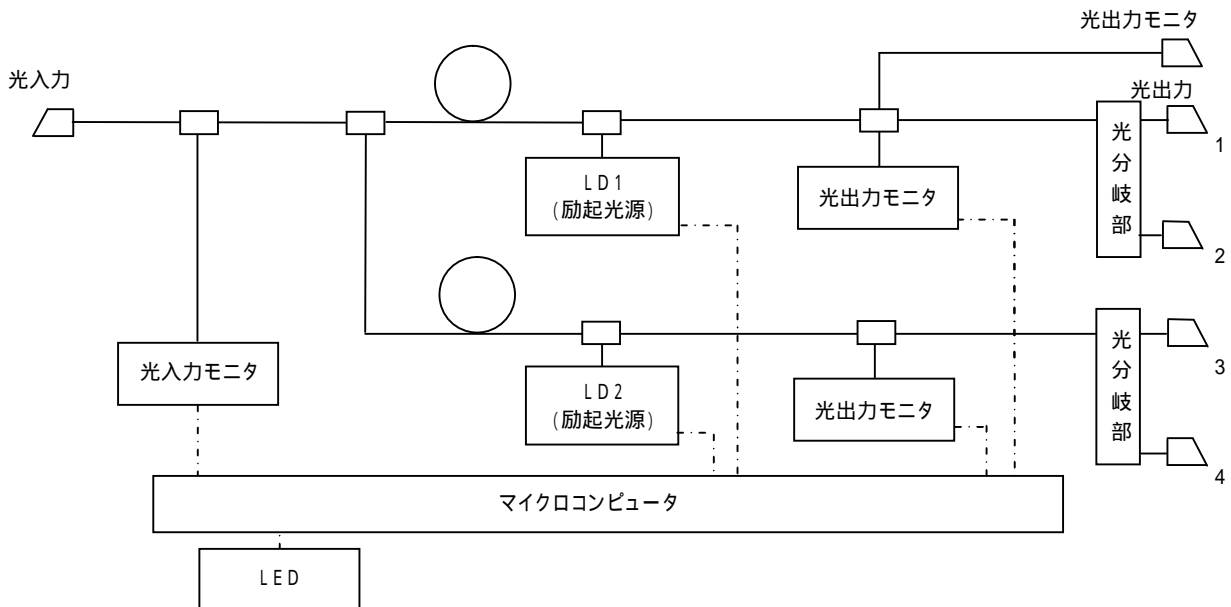 光出力モニタ
光入力
光出力
1
光分岐部
LD1
(励起光源)
光出力モニタ
2
光入力モニタ
LD2
(励起光源)
光出力モニタ
光分岐部
3
4
マイクロコンピュータ
LED